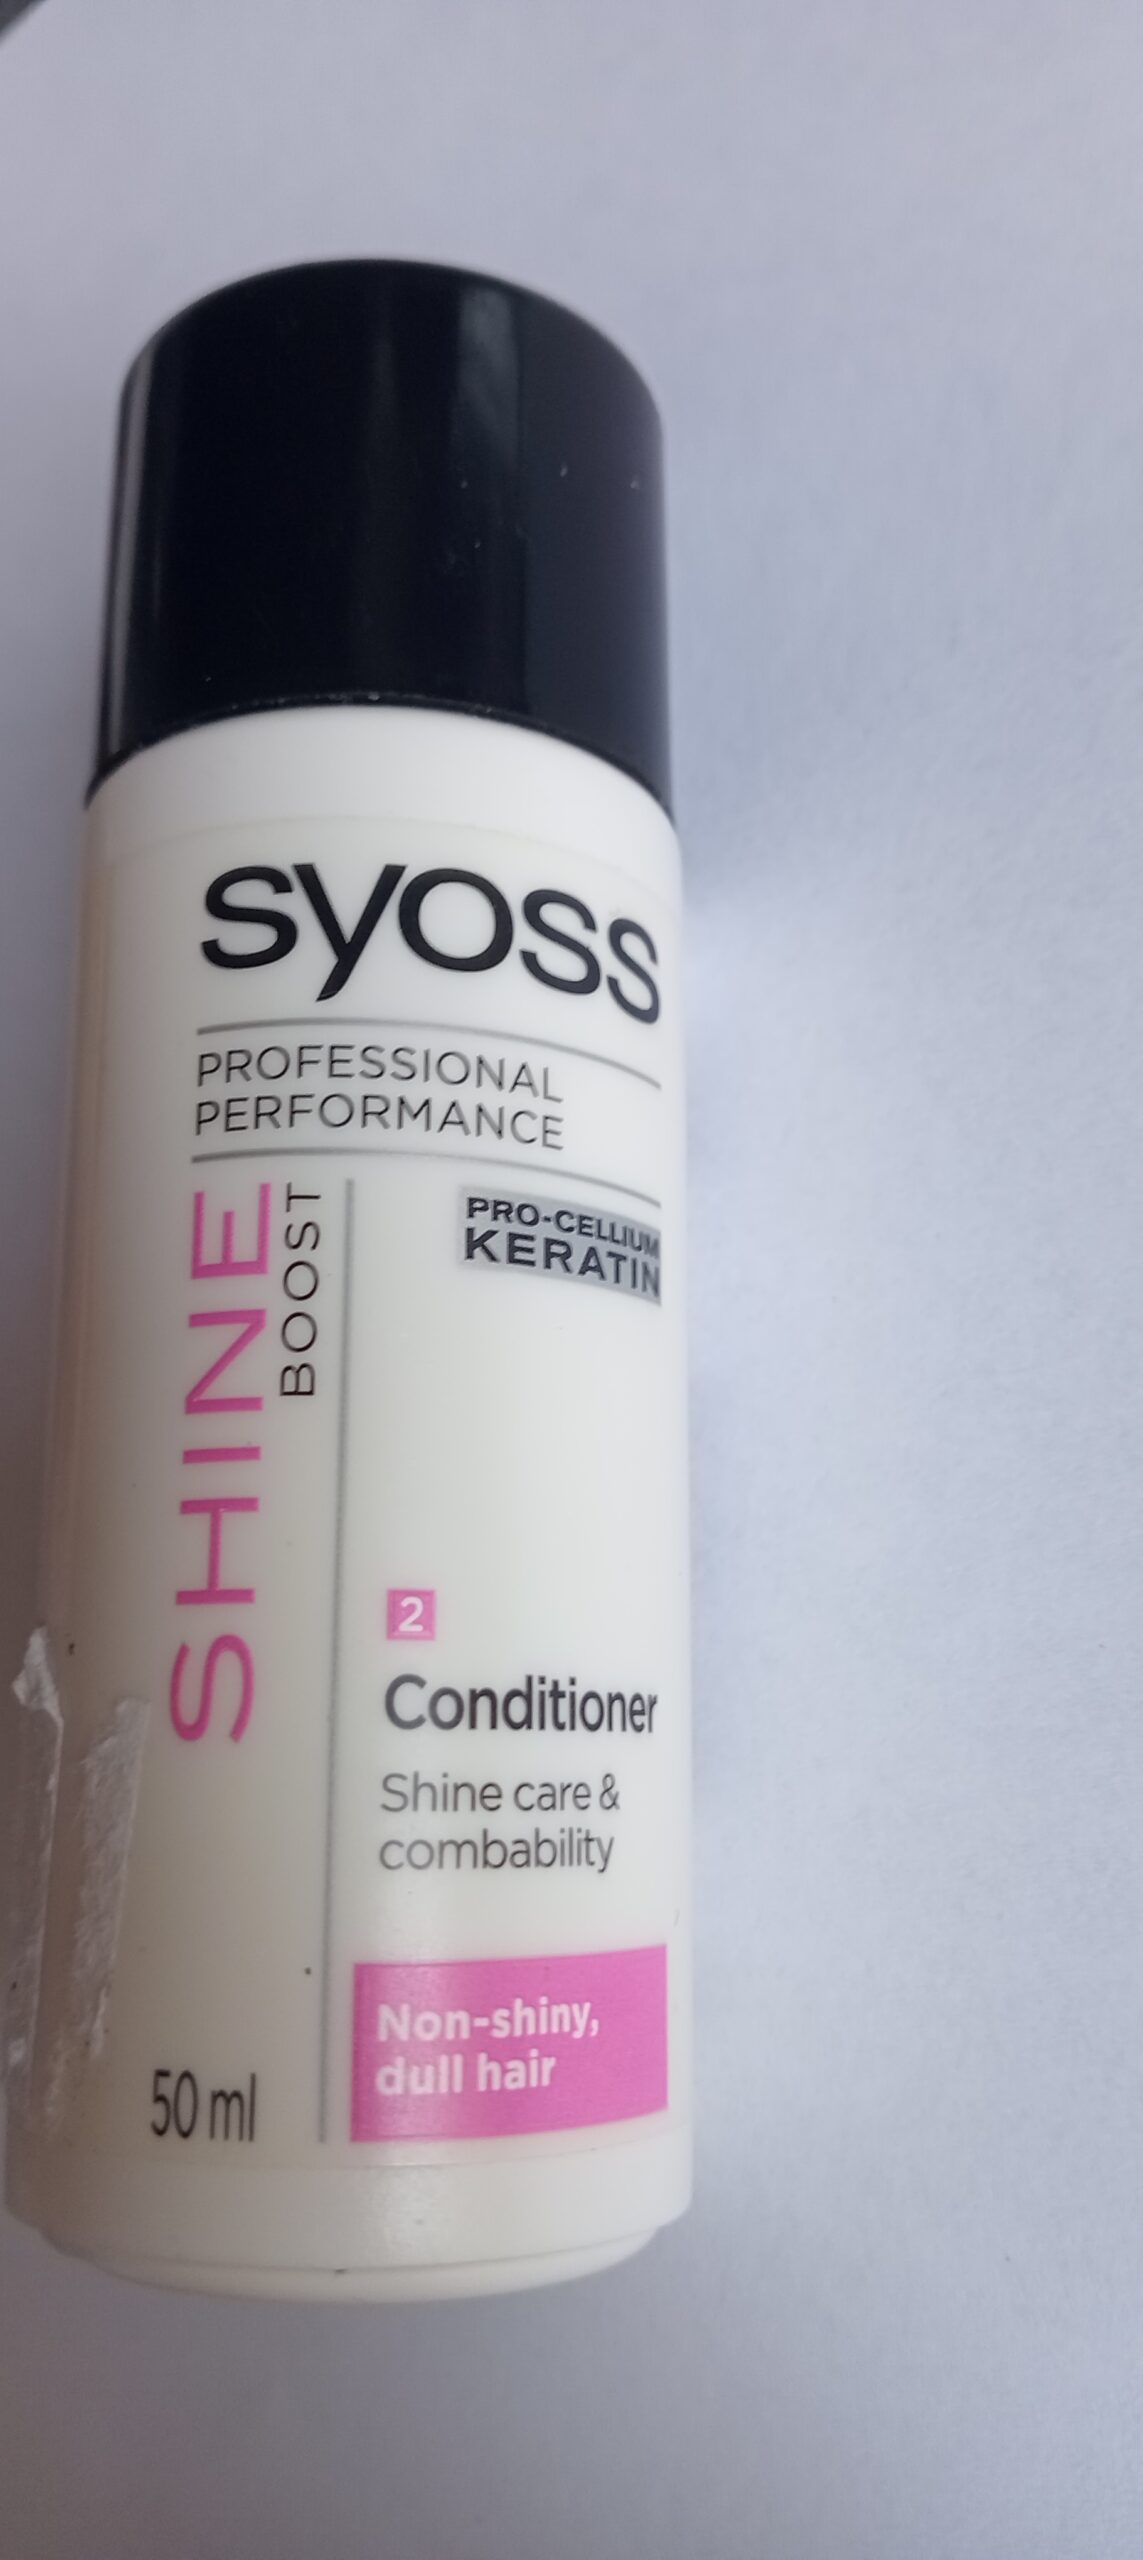 syoss
PROFESSIONAL
PERFORMANCE
SHINE
BOOST
PRO-CELLIUM
KERATIN
2
Conditioner
Shine care &
combability
Non-shiny,
dull hair
50 ml